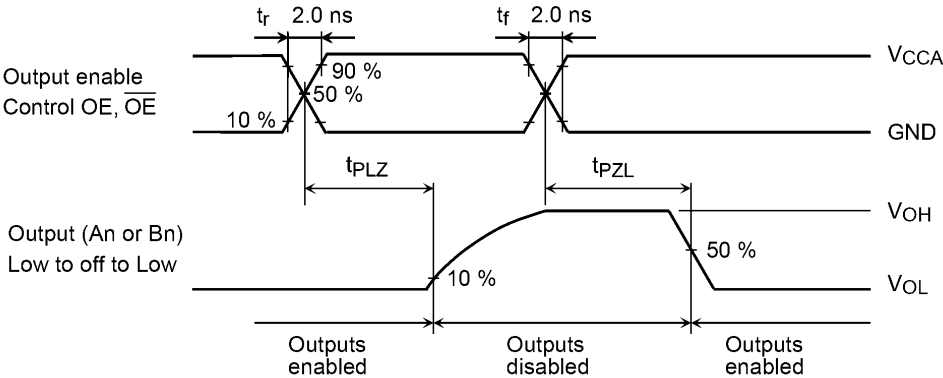 tr 2.0 ns tf 2.0 ns
VCCA
Output enable
Control OE, O̅E̅
90 %
50 %
10 %
GND
tPLZ tPZL
VOH
Output (An or Bn)
Low to off to Low
50 %
10 %
VOL
Outputs enabled
Outputs disabled
Outputs enabled